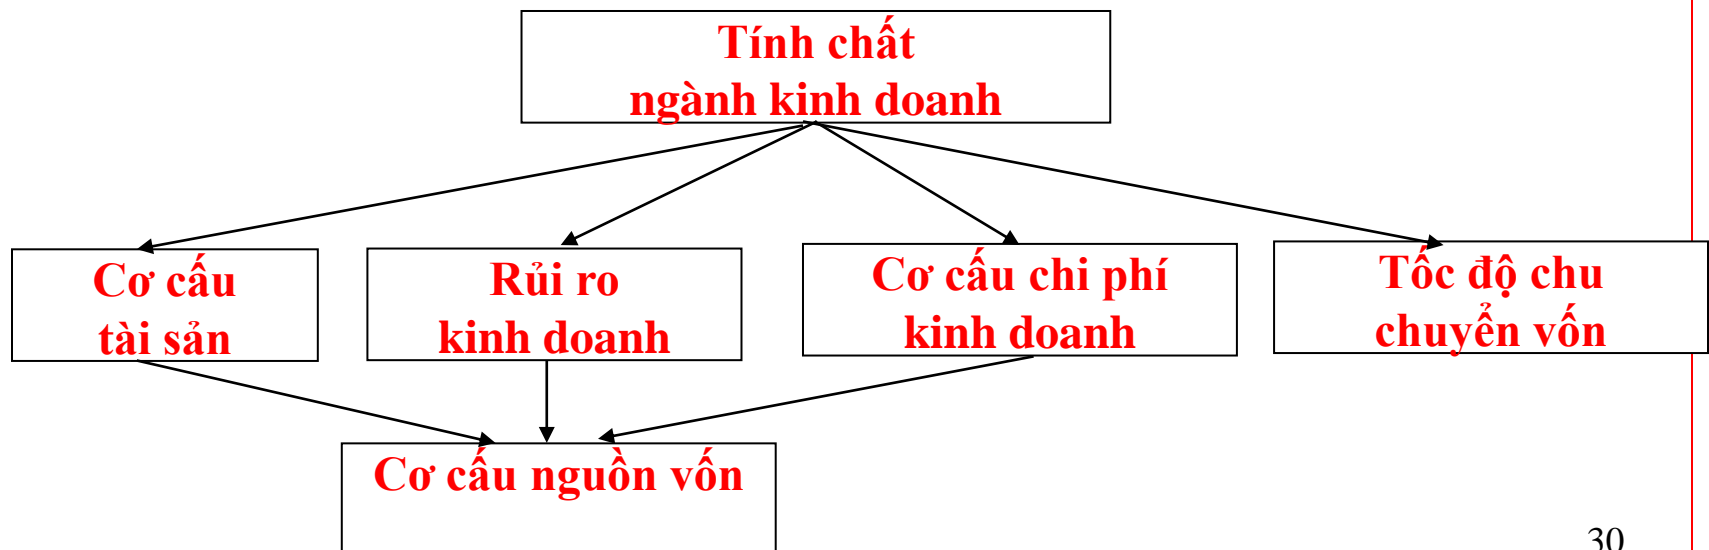 Tính chất
ngành kinh doanh
Cơ cấu
tài sản
Rủi ro
kinh doanh
Cơ cấu chi phí
kinh doanh
Tốc độ chu
chuyển vốn
Cơ cấu nguồn vốn
30